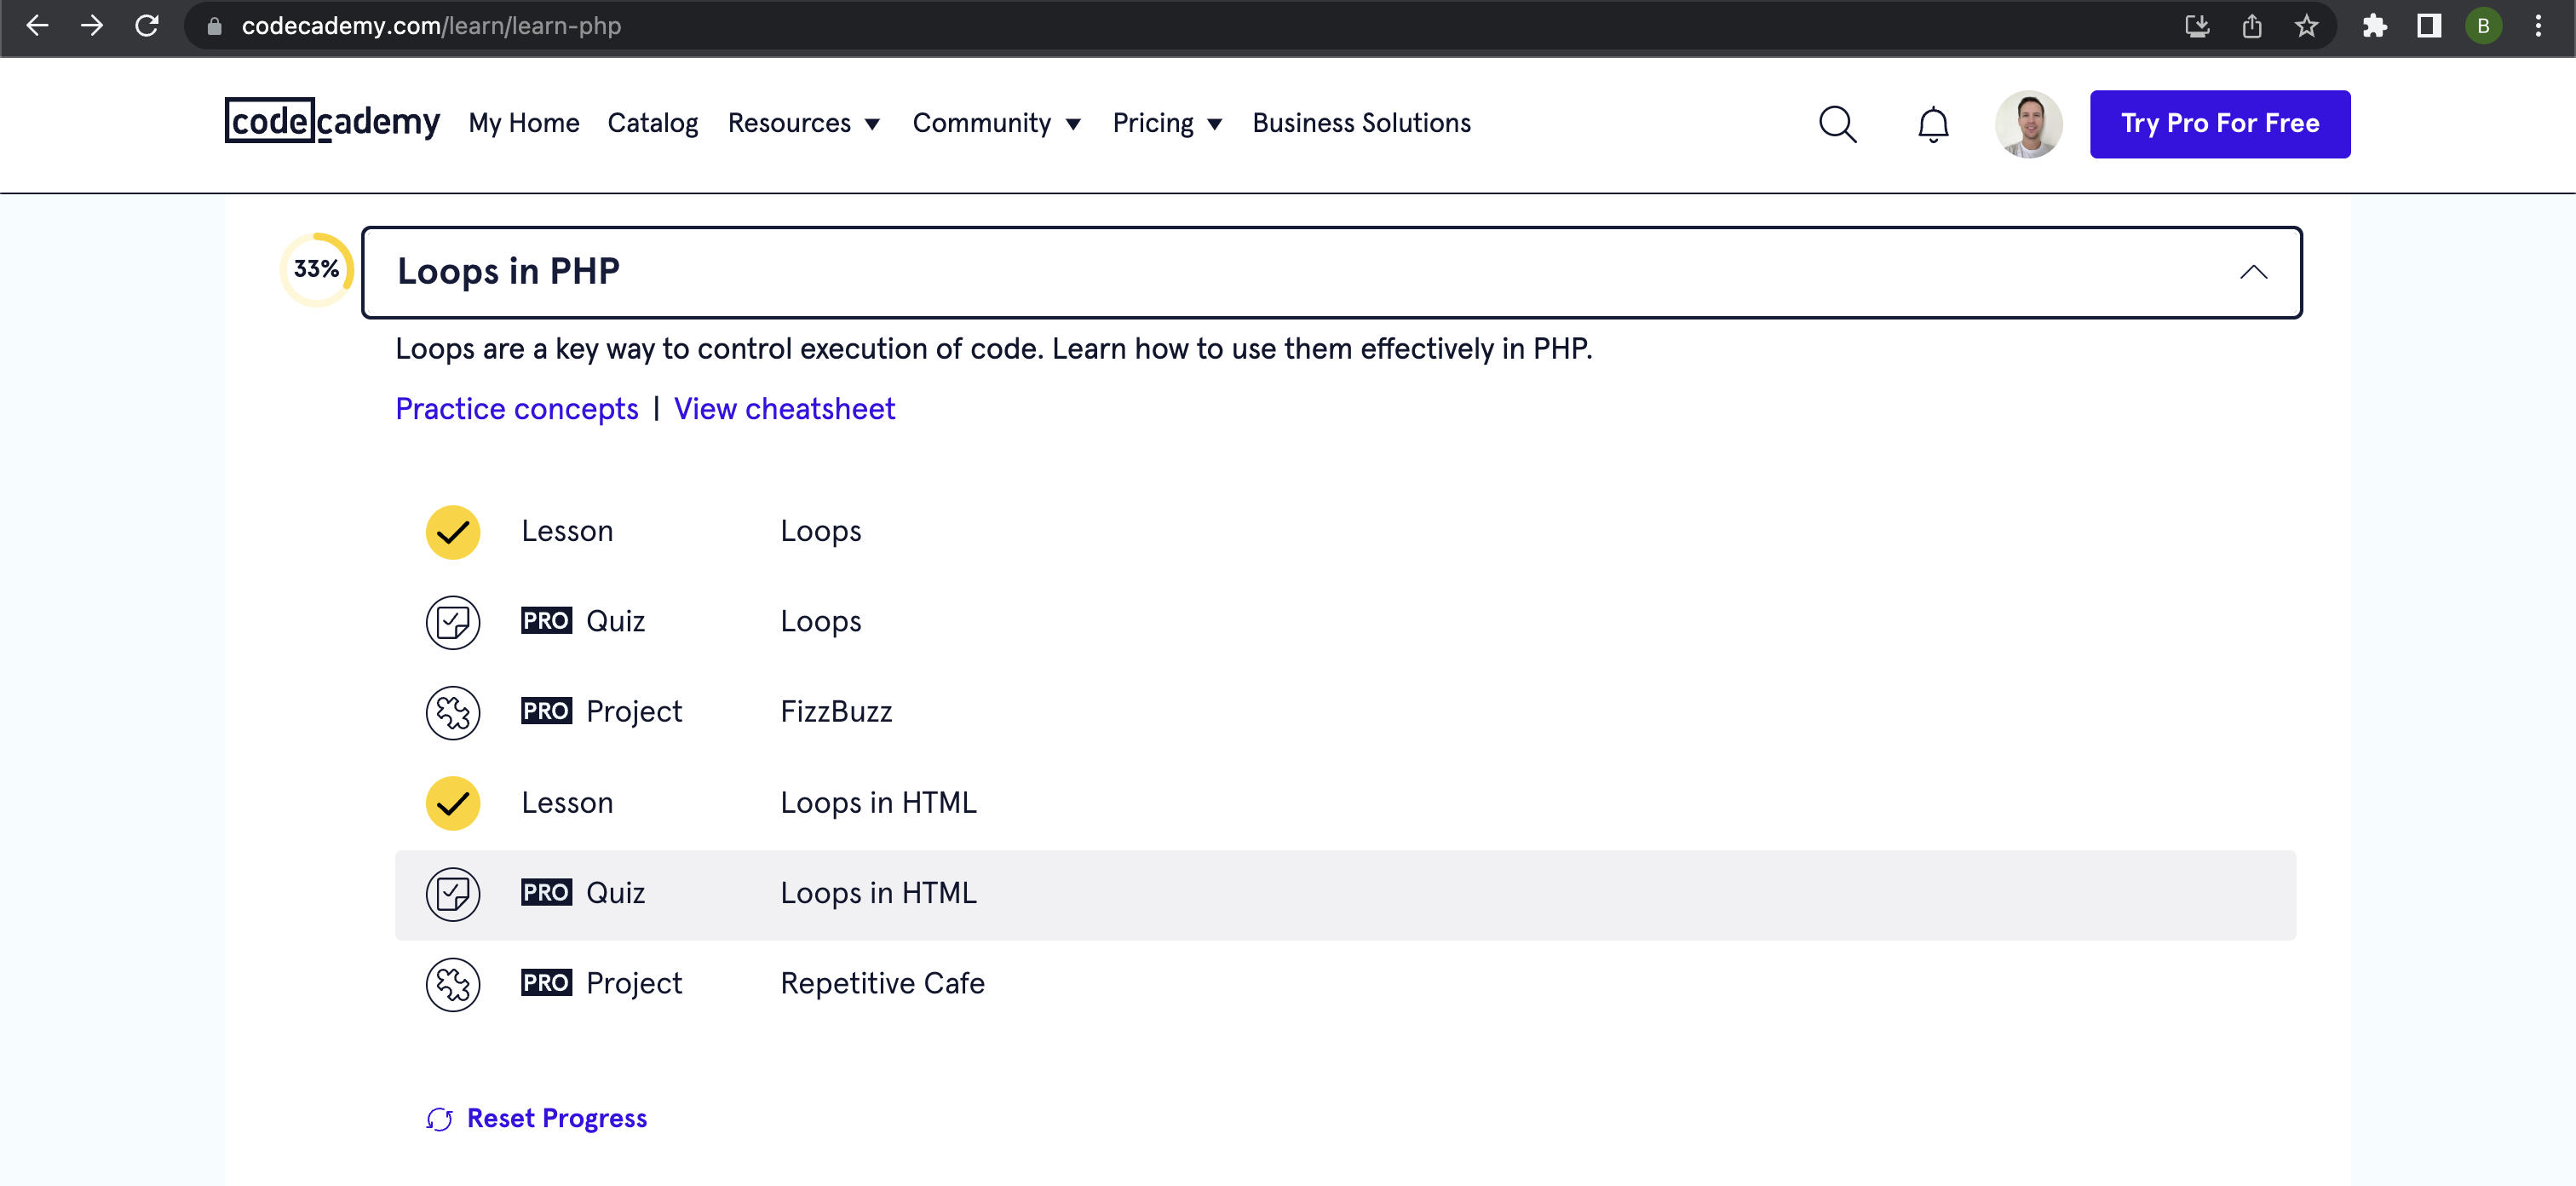 codecademy.com/learn/learn-php
B
codecademy My Home Catalog Resources Community Pricing Business Solutions Try Pro For Free
33% Loops in PHP
Loops are a key way to control execution of code. Learn how to use them effectively in PHP.
Practice concepts | View cheatsheet
Lesson Loops
PRO Quiz Loops
PRO Project FizzBuzz
Lesson Loops in HTML
PRO Quiz Loops in HTML
PRO Project Repetitive Cafe
Reset Progress